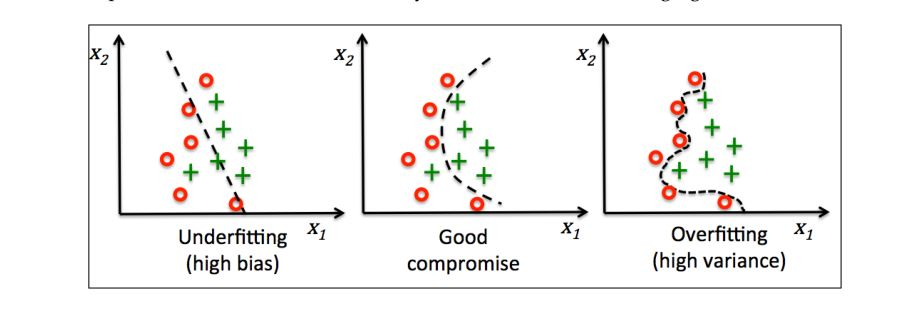 X2
X2
X2
X1
X1
X1
Underfitting
(high bias)
Good
compromise
Overfitting
(high variance)